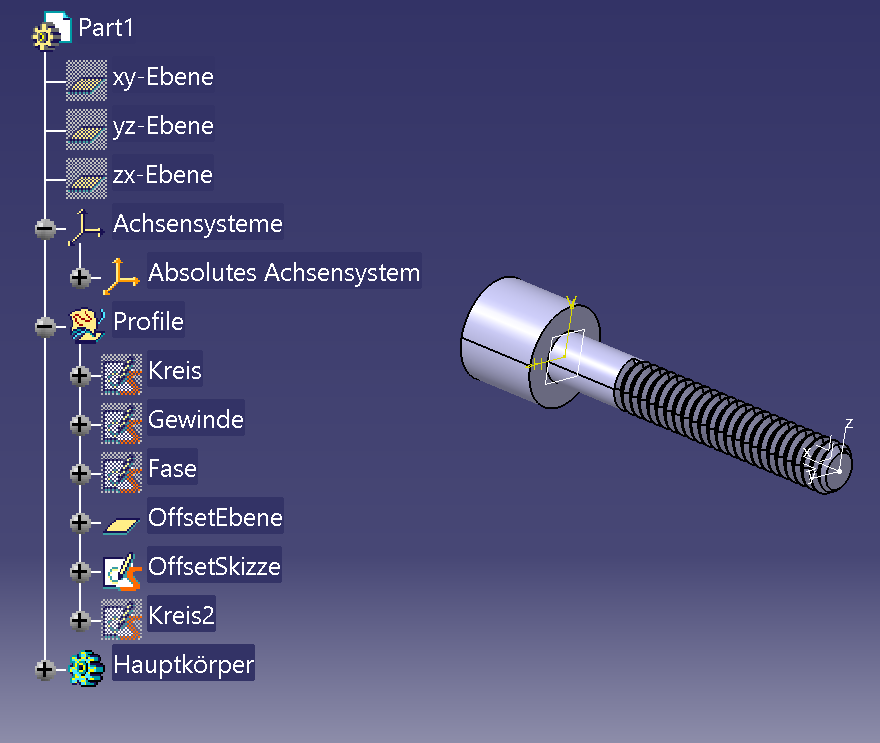 Part1
xy-Ebene
yz-Ebene
zx-Ebene
Achsensysteme
Absolutes Achsensystem
Profile
Kreis
Gewinde
Fase
OffsetEbene
OffsetSkizze
Kreis2
Hauptkörper
V
H
z
x
y